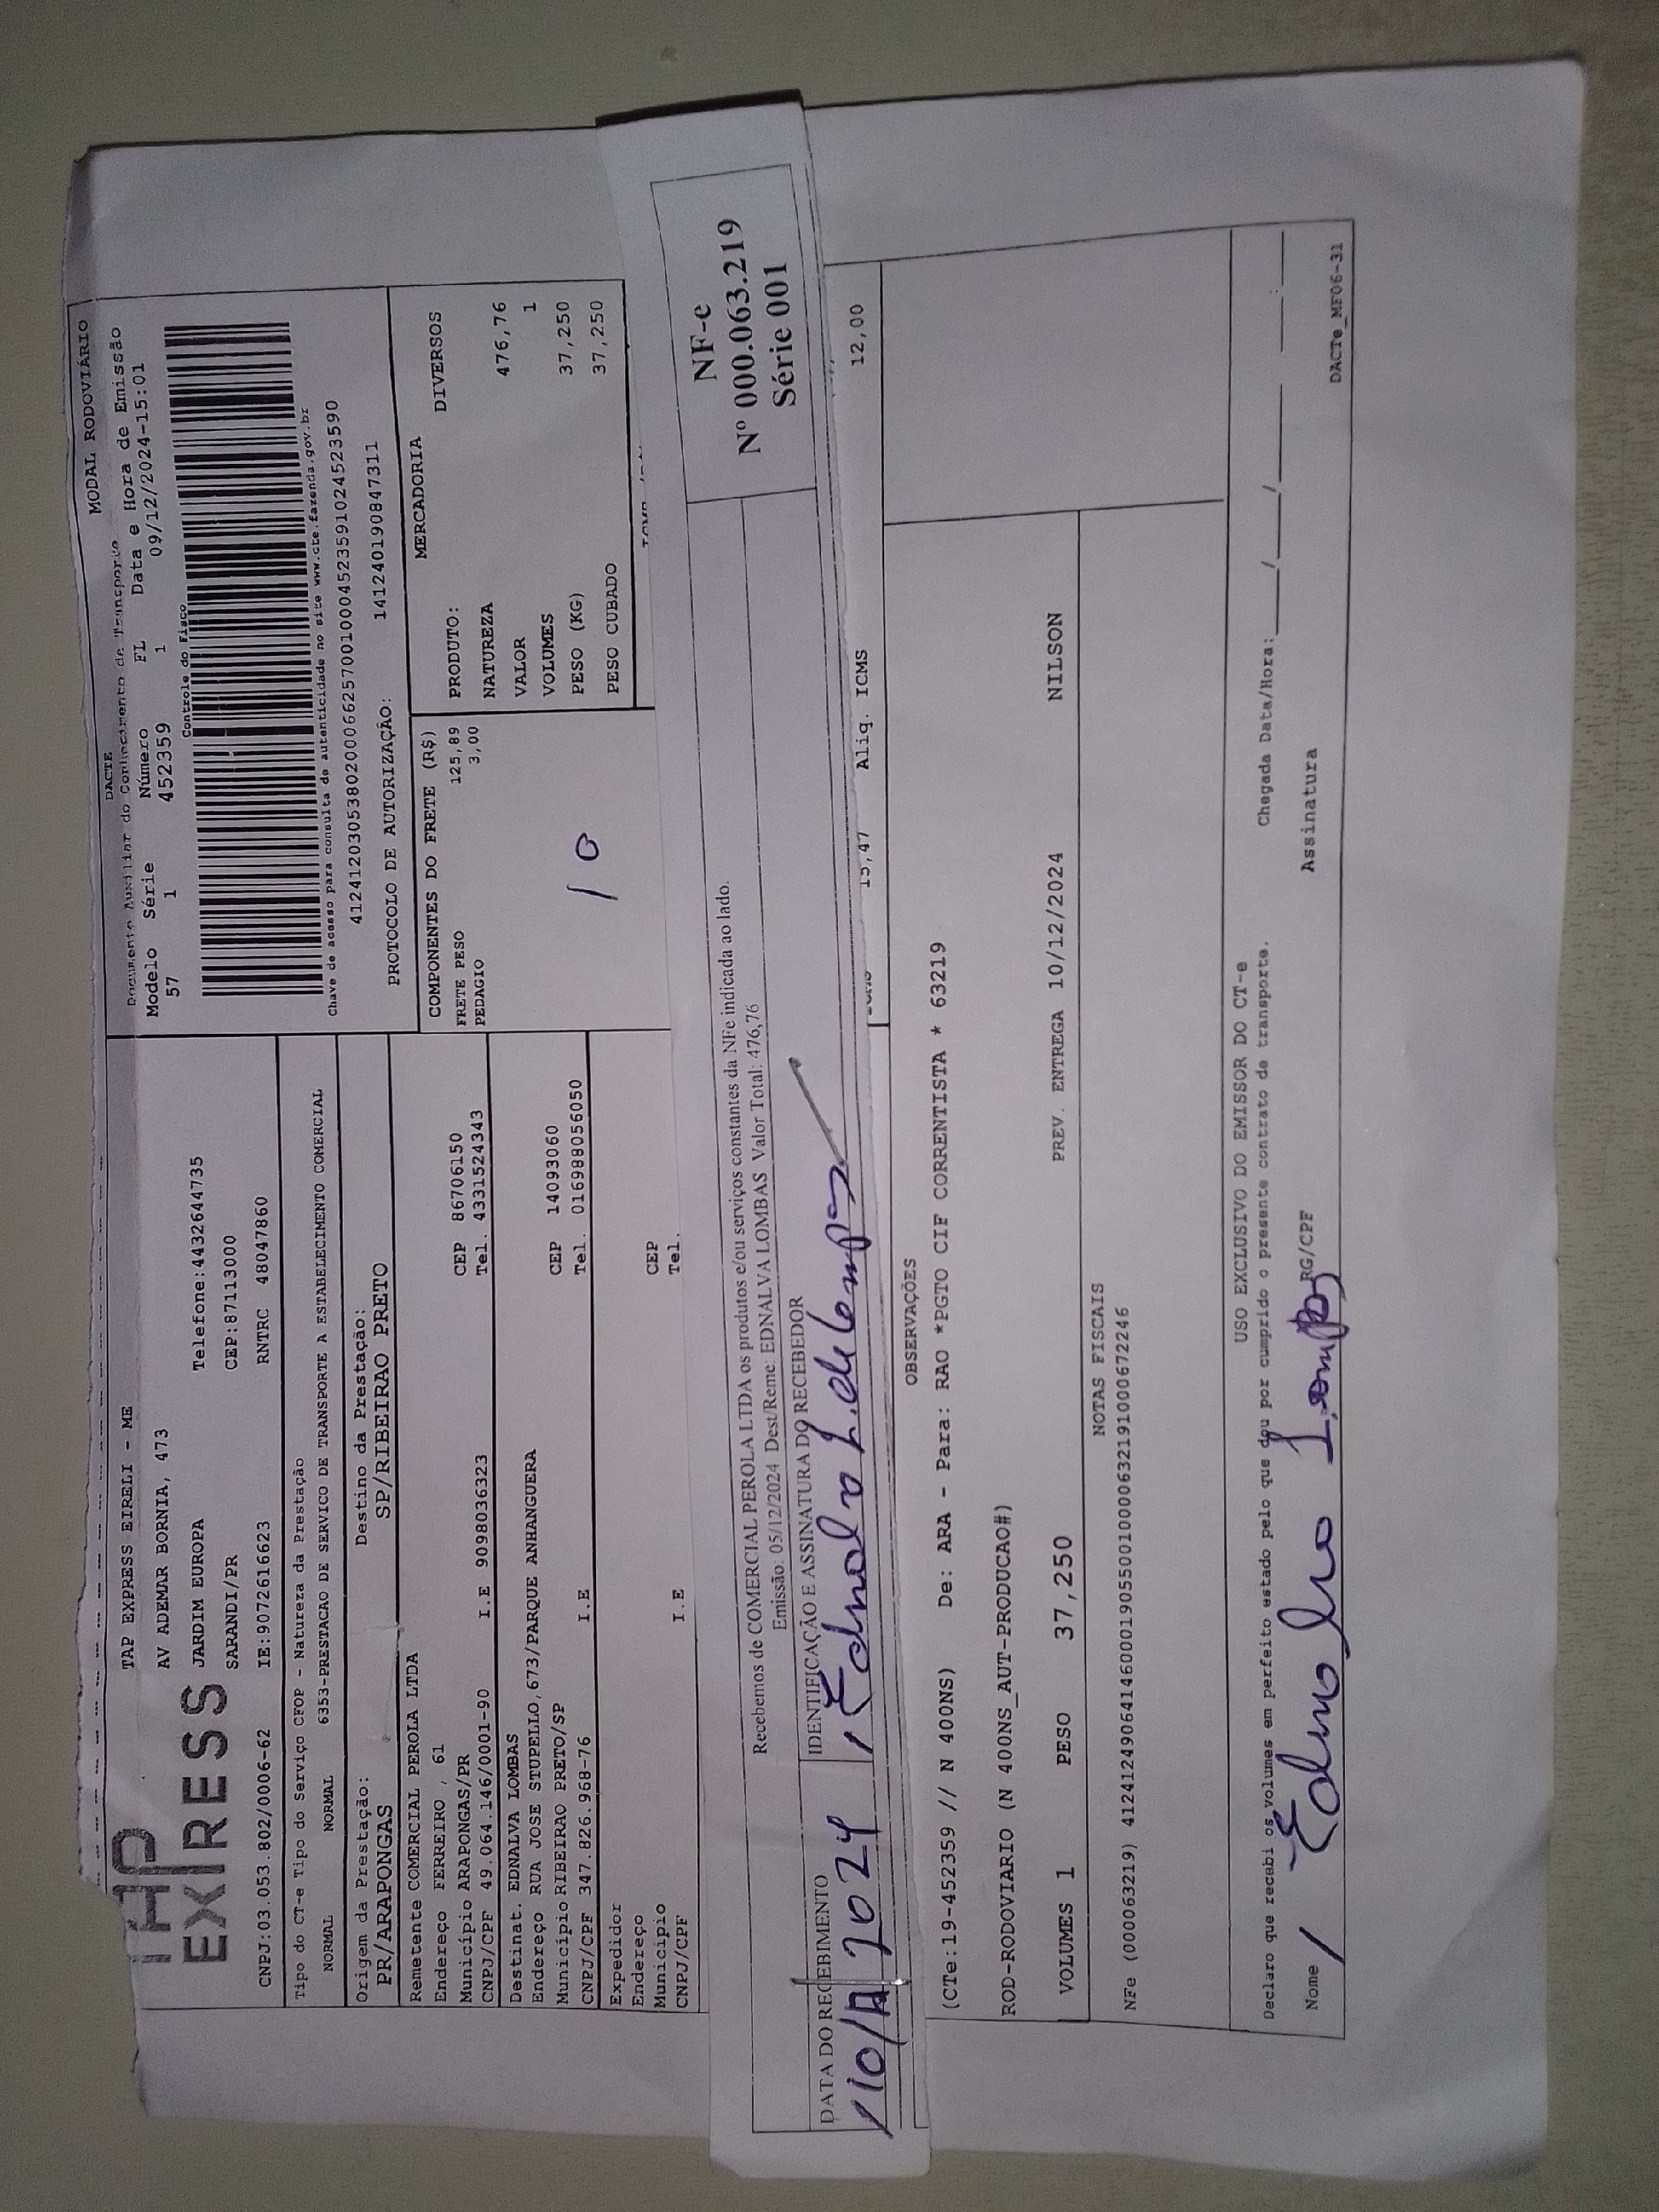 TAP
EXPRESS
TAP EXPRESS EIRELI - ME
AV ADEMAR BORNIA, 473
JARDIM EUROPA Telefone:4432644735
SARANDI/PR CEP:87113000
CNPJ:03.053.802/0006-62 IE:9072616623 RNTRC 48047860
DACTE MODAL RODOVIÁRIO
Documento Auxiliar do Conhecimento de Transporte
Modelo Série Número FL Data e Hora de Emissão
57 1 452359 1 09/12/2024-15:01
Controle do Fisco
Chave de acesso para consulta de autenticidade no site www.cte.fazenda.gov.br
41241203053802000662570010004523591024523590
PROTOCOLO DE AUTORIZAÇÃO: 141240190847311
Tipo do CT-e Tipo do Serviço CFOP - Natureza da Prestação
NORMAL NORMAL 6353-PRESTACAO DE SERVICO DE TRANSPORTE A ESTABELECIMENTO COMERCIAL
Origem da Prestação: Destino da Prestação:
PR/ARAPONGAS SP/RIBEIRAO PRETO
Remetente COMERCIAL PEROLA LTDA
Endereço FERREIRO , 61
Município ARAPONGAS/PR CEP 86706150
CNPJ/CPF 49.064.146/0001-90 I.E 9098036323 Tel. 4331524343
Destinat. EDNALVA LOMBAS
Endereço RUA JOSE STUPELLO,673/PARQUE ANHANGUERA
Município RIBEIRAO PRETO/SP CEP 14093060
CNPJ/CPF 347.826.968-76 I.E Tel. 016988056050
Expedidor
Endereço
Município CEP
CNPJ/CPF I.E Tel.
COMPONENTES DO FRETE (R$)
FRETE PESO 125,89
PEDAGIO 3,00
/ 0
MERCADORIA
PRODUTO: DIVERSOS
NATUREZA
VALOR 476,76
VOLUMES 1
PESO (KG) 37,250
PESO CUBADO 37,250
Recebemos de COMERCIAL PEROLA LTDA os produtos e/ou serviços constantes da NFe indicada ao lado.
Emissão: 05/12/2024 Dest/Reme: EDNALVA LOMBAS Valor Total: 476,76
DATA DO RECEBIMENTO IDENTIFICAÇÃO E ASSINATURA DO RECEBEDOR
NF-e
Nº 000.063.219
Série 001
15,47 Aliq. ICMS 12,00
OBSERVAÇÕES
(CTe:19-452359 // N 400NS) De: ARA - Para: RAO *PGTO CIF CORRENTISTA * 63219
ROD-RODOVIARIO (N 400NS_AUT-PRODUCAO#)
VOLUMES 1 PESO 37,250 PREV. ENTREGA 10/12/2024 NILSON
NOTAS FISCAIS
NFe (000063219) 41241249064146000190550010000632191000672246
USO EXCLUSIVO DO EMISSOR DO CT-e
Declaro que recebi os volumes em perfeito estado pelo que dou por cumprido o presente contrato de transporte. Chegada Data/Hora:___/___/___ ___:___
Nome RG/CPF Assinatura
DACTe_MF06-31